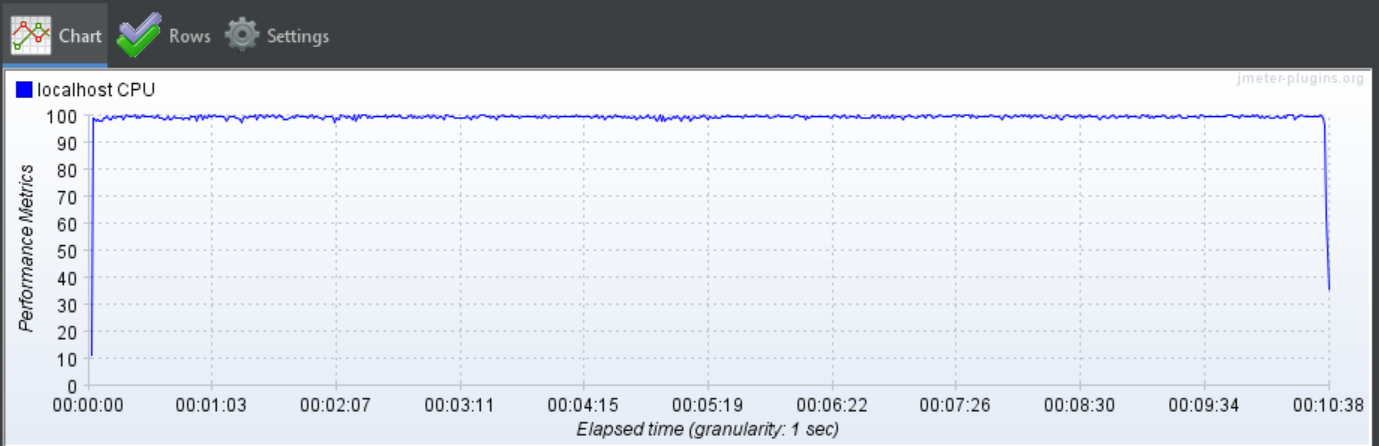 Chart Rows Settings
jmeter-plugins.org
localhost CPU
100
90
80
70
60
50
40
30
20
10
0
Performance Metrics
00:00:00 00:01:03 00:02:07 00:03:11 00:04:15 00:05:19 00:06:22 00:07:26 00:08:30 00:09:34 00:10:38
Elapsed time (granularity: 1 sec)